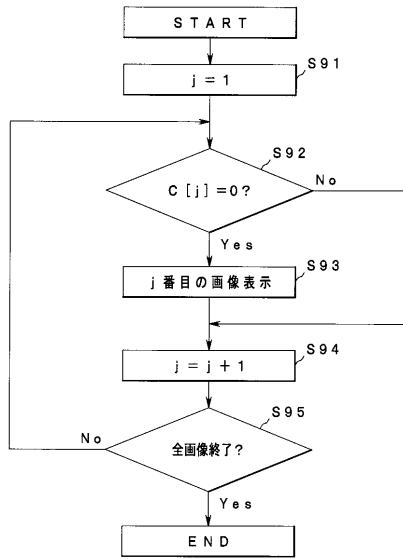 START
S91
j=1
S92
C[j]=0?
No
Yes
S93
j番目の画像表示
S94
j=j+1
S95
全画像終了?
No
Yes
END